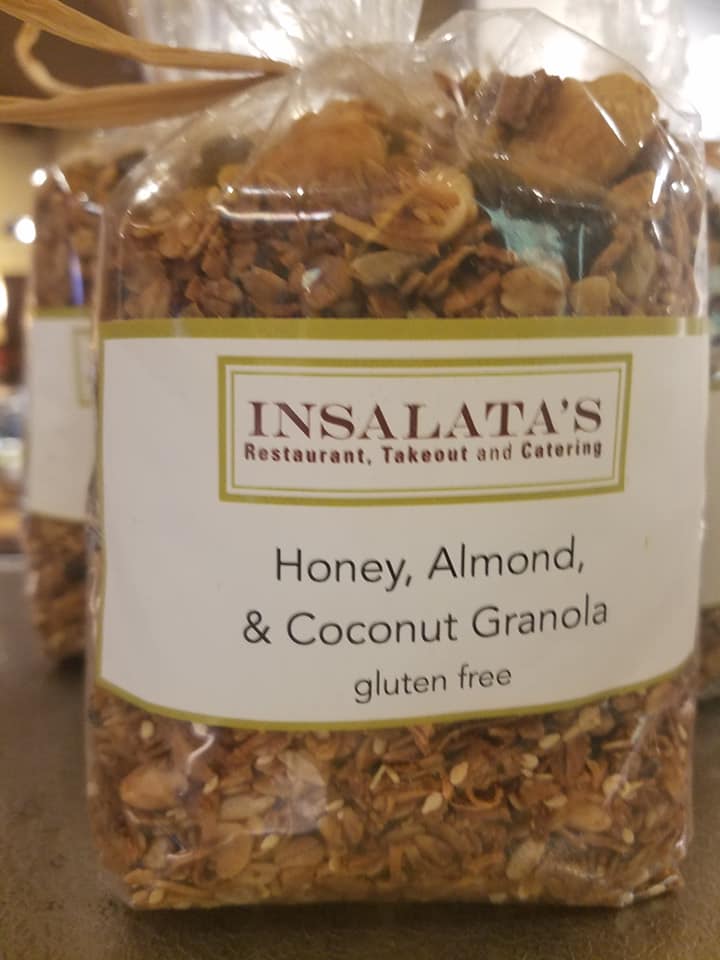 INSALATA'S
Restaurant, Takeout and Catering
Honey, Almond,
& Coconut Granola
gluten free